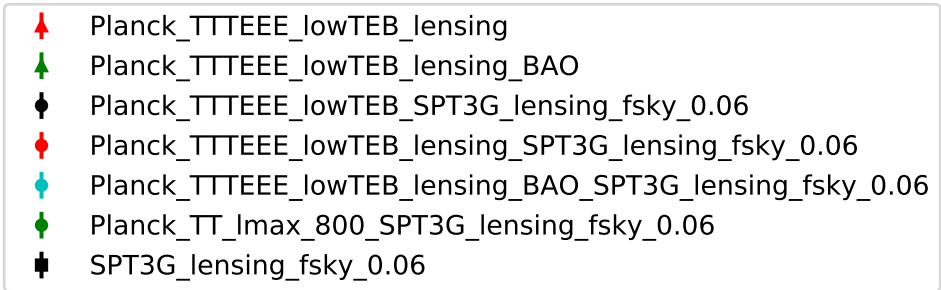 Planck_TTTEEE_lowTEB_lensing
Planck_TTTEEE_lowTEB_lensing_BAO
Planck_TTTEEE_lowTEB_SPT3G_lensing_fsky_0.06
Planck_TTTEEE_lowTEB_lensing_SPT3G_lensing_fsky_0.06
Planck_TTTEEE_lowTEB_lensing_BAO_SPT3G_lensing_fsky_0.06
Planck_TT_lmax_800_SPT3G_lensing_fsky_0.06
SPT3G_lensing_fsky_0.06